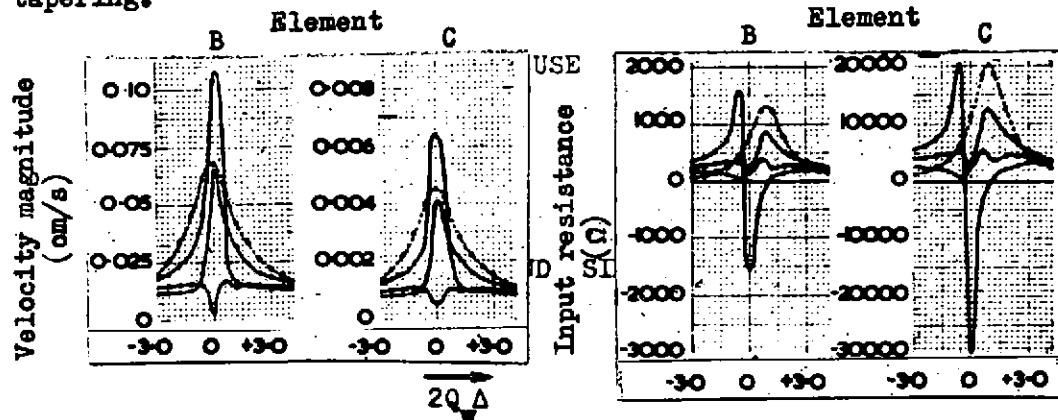 tapering.
Element
B C
USE
Velocity magnitude
(cm/s)
0·10
0·075
0·05
0·025
0
0·008
0·006
0·004
0·002
0
-3·0 0 +3·0
-3·0 0 +3·0
2Q Δ
Element
B C
Input resistance
(Ω)
2000
1000
0
-1000
-2000
-3000
20000
10000
0
-10000
-20000
-30000
-3·0 0 +3·0
-3·0 0 +3·0